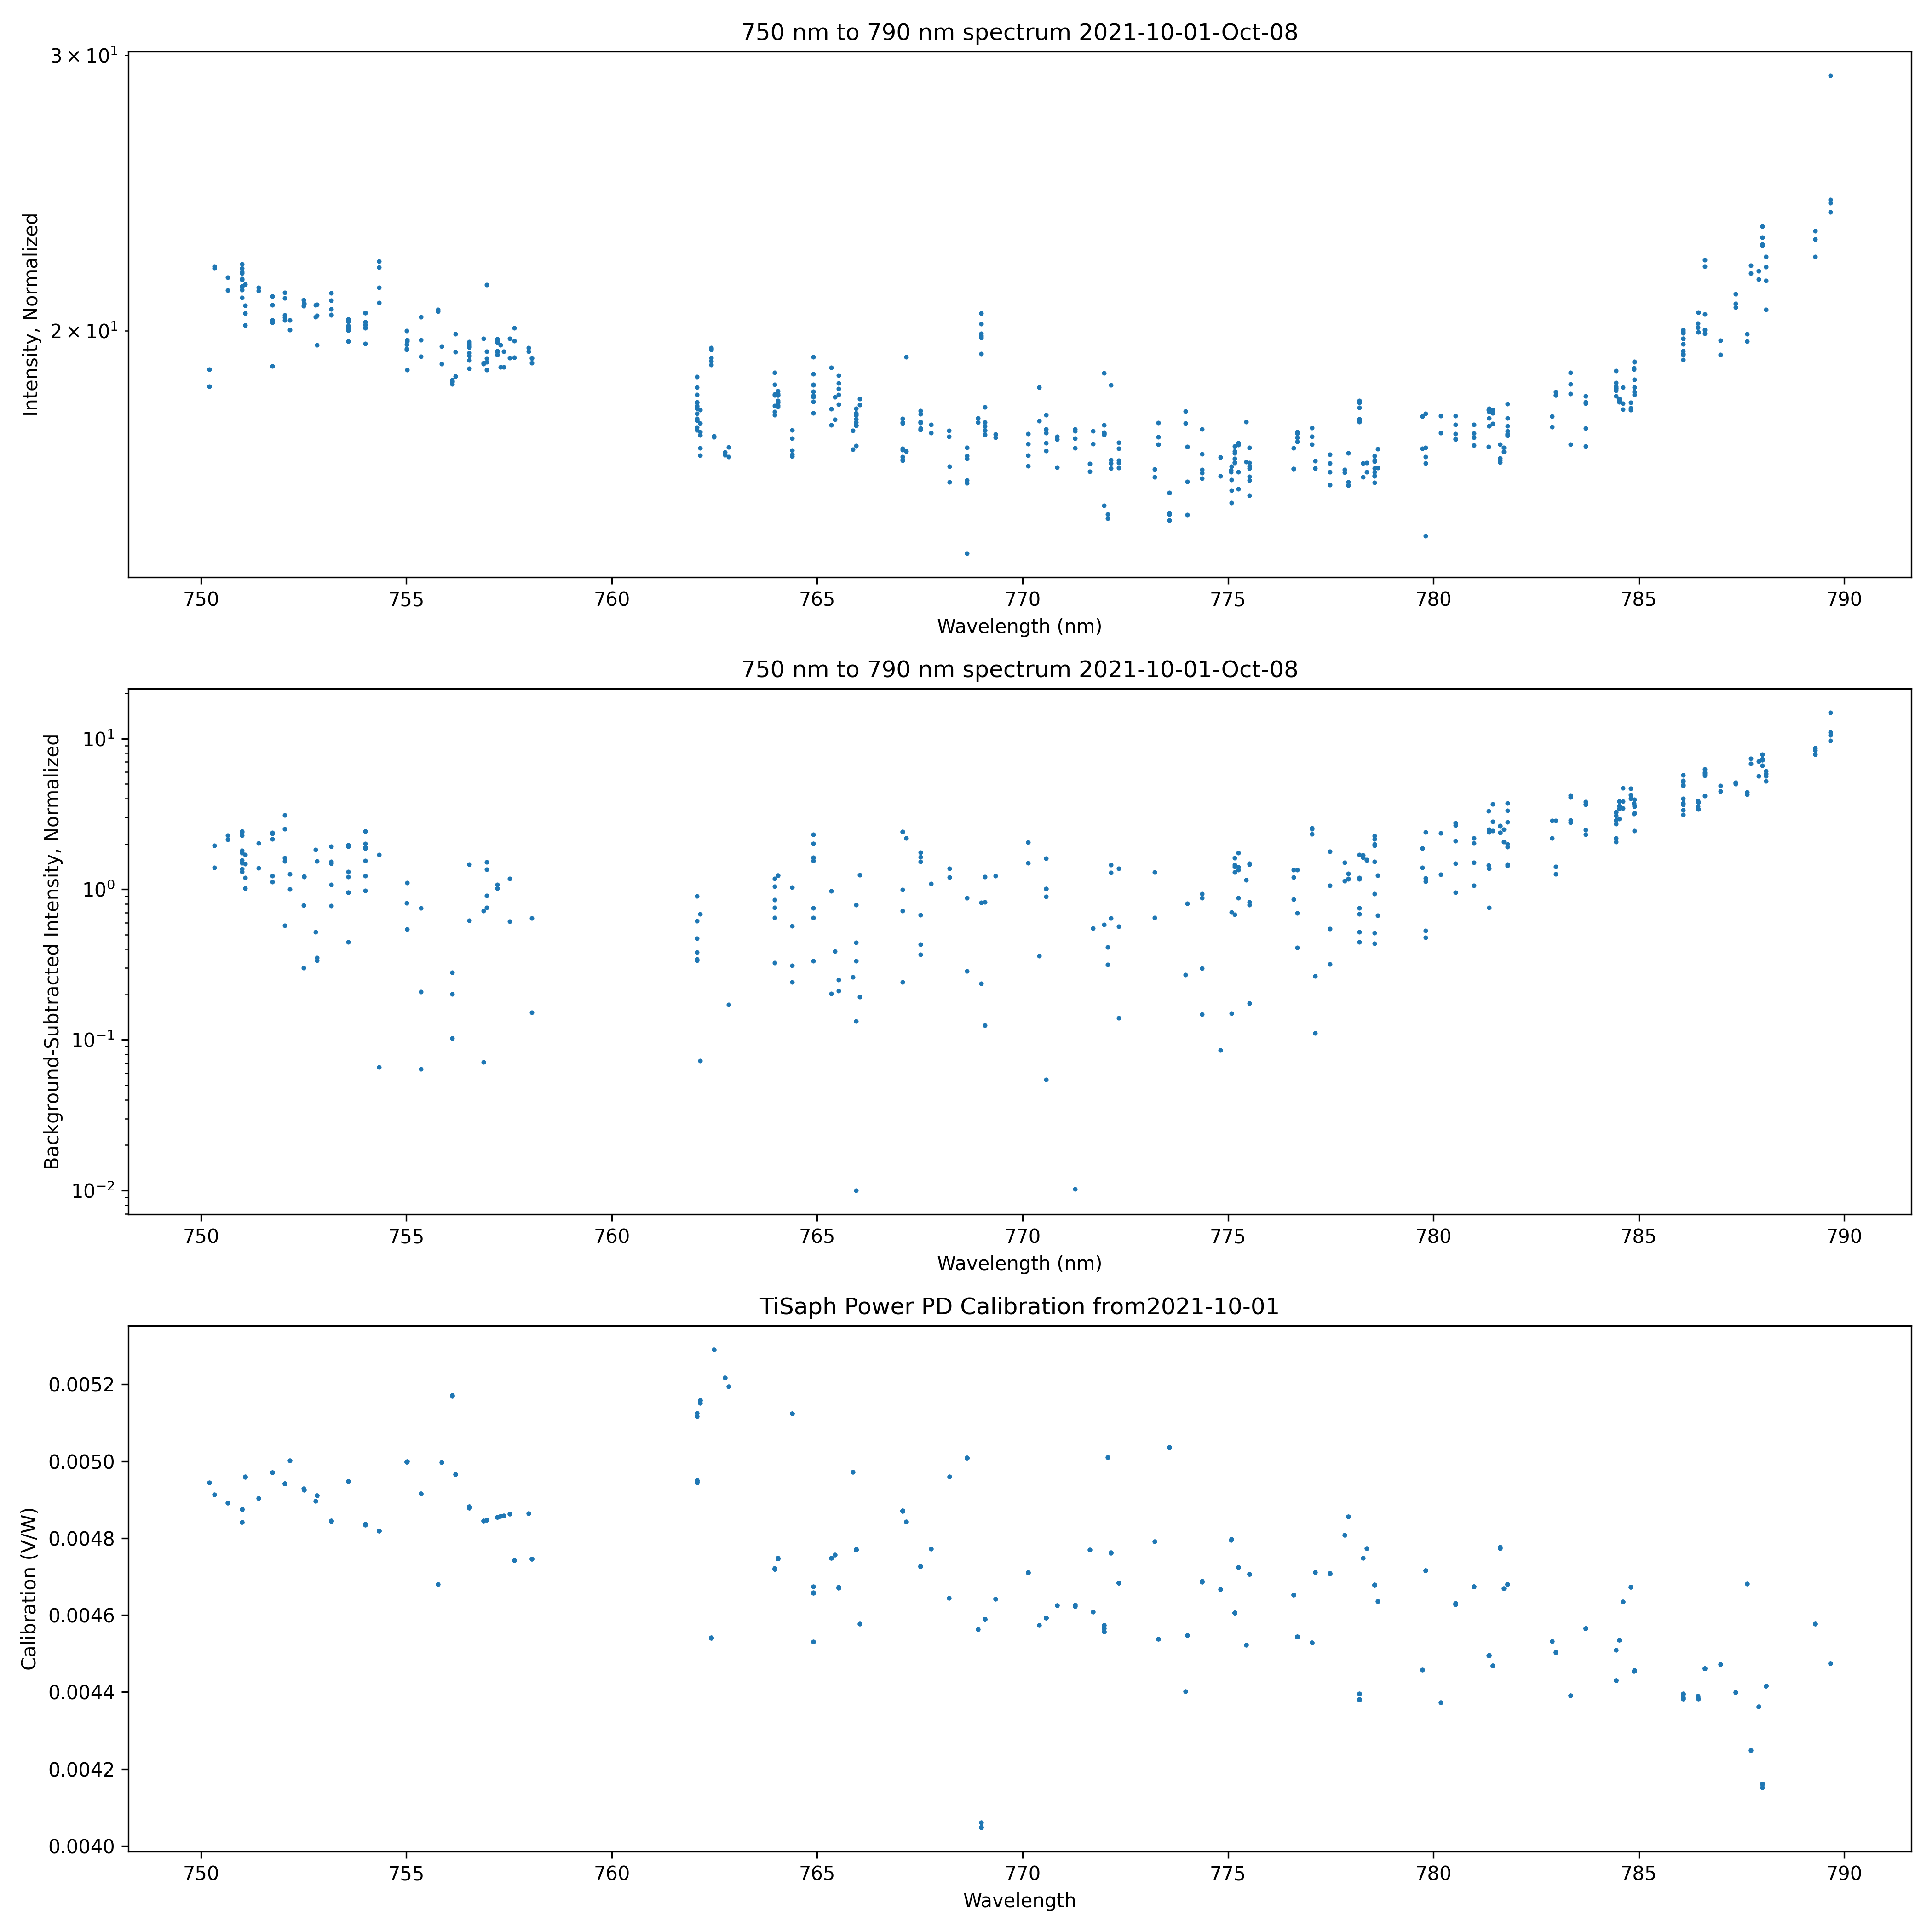 750 nm to 790 nm spectrum 2021-10-01-Oct-08
3 × 10¹
2 × 10¹
Intensity, Normalized
750 755 760 765 770 775 780 785 790
Wavelength (nm)
750 nm to 790 nm spectrum 2021-10-01-Oct-08
10¹
10⁰
10⁻¹
10⁻²
Background-Subtracted Intensity, Normalized
750 755 760 765 770 775 780 785 790
Wavelength (nm)
TiSaph Power PD Calibration from2021-10-01
0.0052
0.0050
0.0048
0.0046
0.0044
0.0042
0.0040
Calibration (V/W)
750 755 760 765 770 775 780 785 790
Wavelength